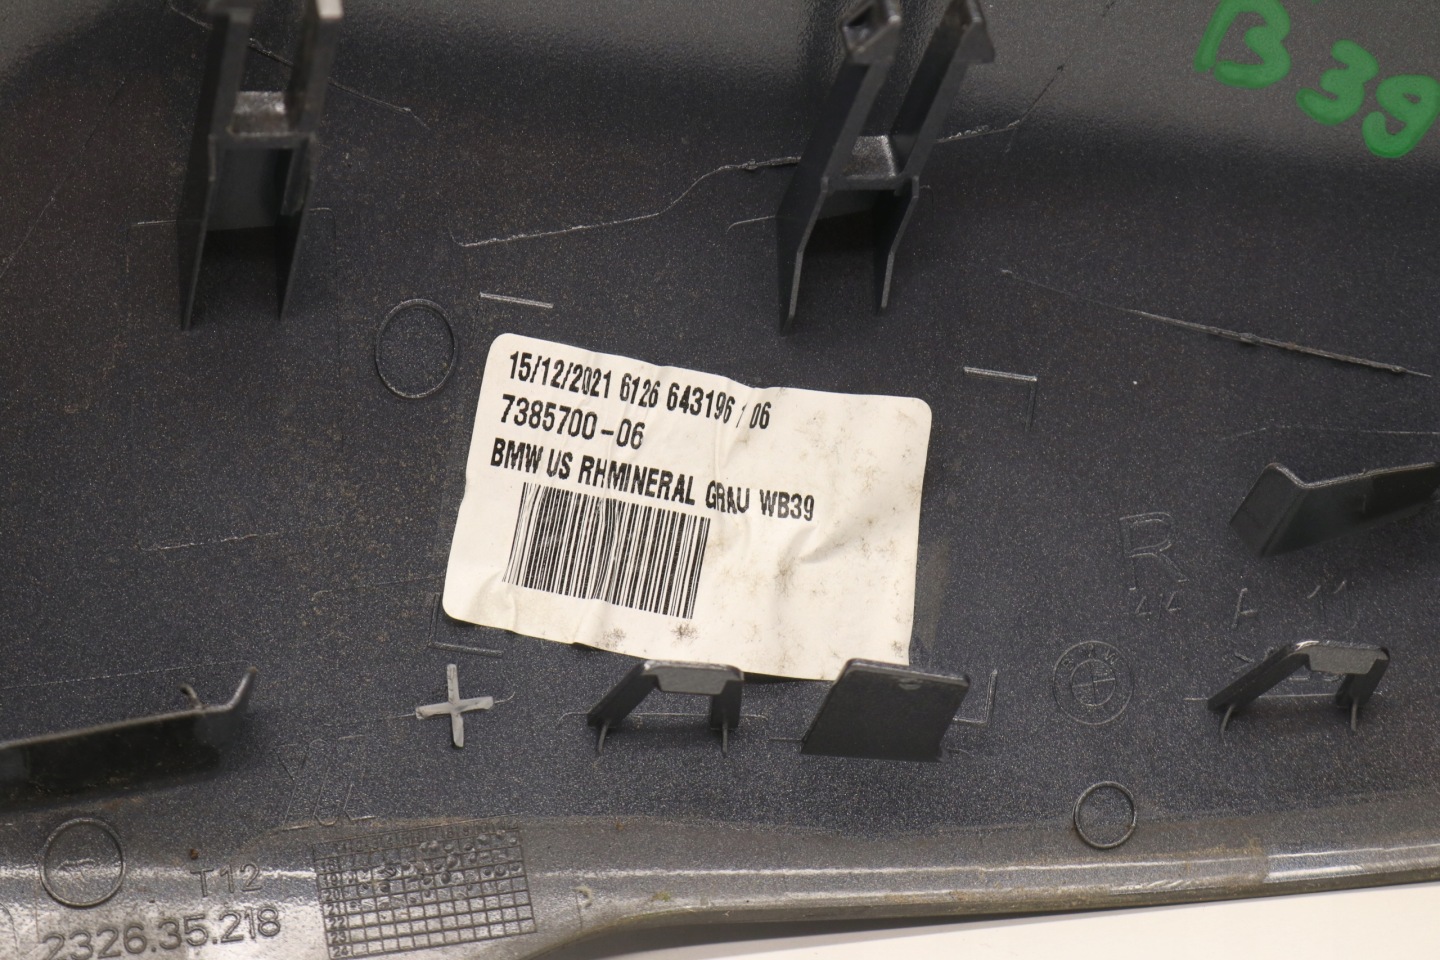 B39
15/12/2021 6126 643196 / 06
7385700-06
BMW US RHMINERAL GRAU WB39
R
T12
2326.35.218